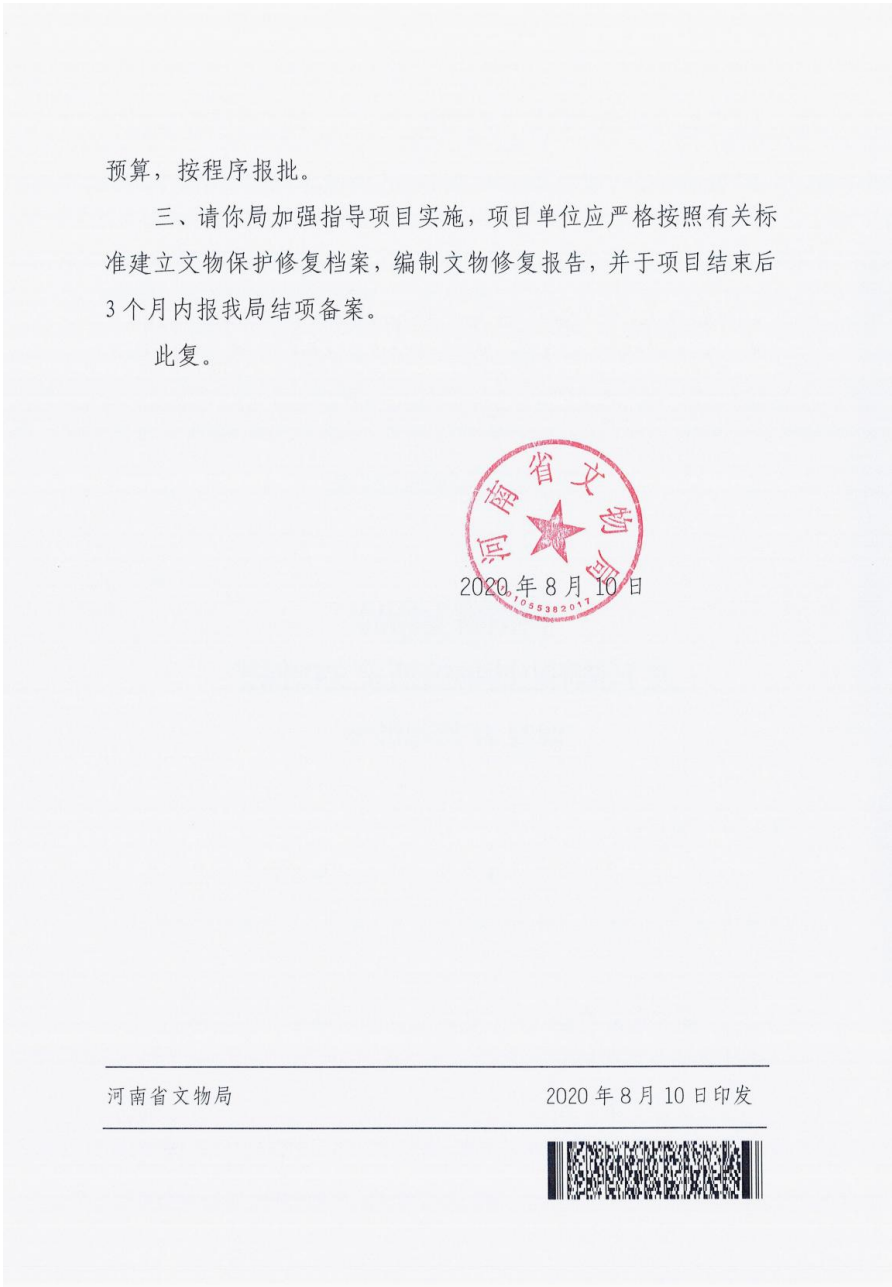 预算，按程序报批。
三、请你局加强指导项目实施，项目单位应严格按照有关标
准建立文物保护修复档案，编制文物修复报告，并于项目结束后
3个月内报我局结项备案。
此复。
河南省文物局
2020年8月10日
河南省文物局 2020年8月10日印发